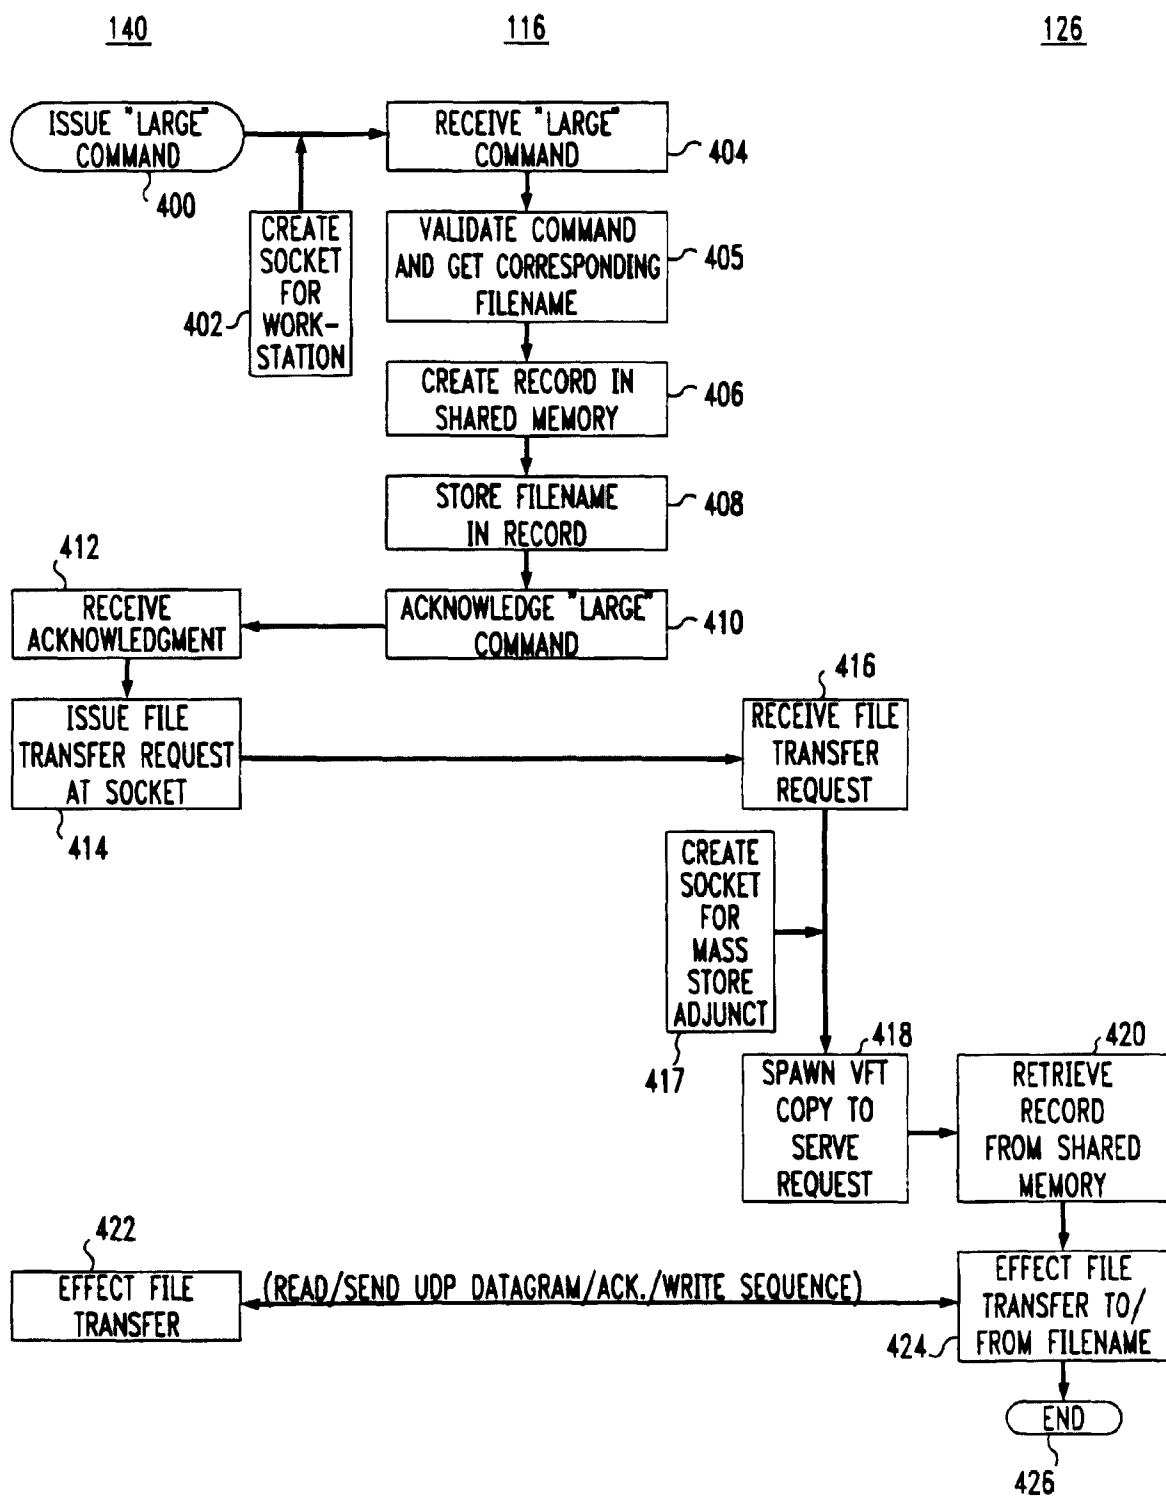 140
116
126
ISSUE "LARGE"
COMMAND
400
RECEIVE "LARGE"
COMMAND
404
CREATE
SOCKET
FOR
WORK-
STATION
402
VALIDATE COMMAND
AND GET CORRESPONDING
FILENAME
405
CREATE RECORD IN
SHARED MEMORY
406
STORE FILENAME
IN RECORD
408
412
RECEIVE
ACKNOWLEDGMENT
ACKNOWLEDGE "LARGE"
COMMAND
410
ISSUE FILE
TRANSFER REQUEST
AT SOCKET
414
416
RECEIVE FILE
TRANSFER
REQUEST
CREATE
SOCKET
FOR
MASS
STORE
ADJUNCT
417
418
SPAWN VFT
COPY TO
SERVE
REQUEST
420
RETRIEVE
RECORD
FROM SHARED
MEMORY
422
EFFECT FILE
TRANSFER
(READ/SEND UDP DATAGRAM/ACK./WRITE SEQUENCE)
EFFECT FILE
TRANSFER TO/
FROM FILENAME
424
END
426